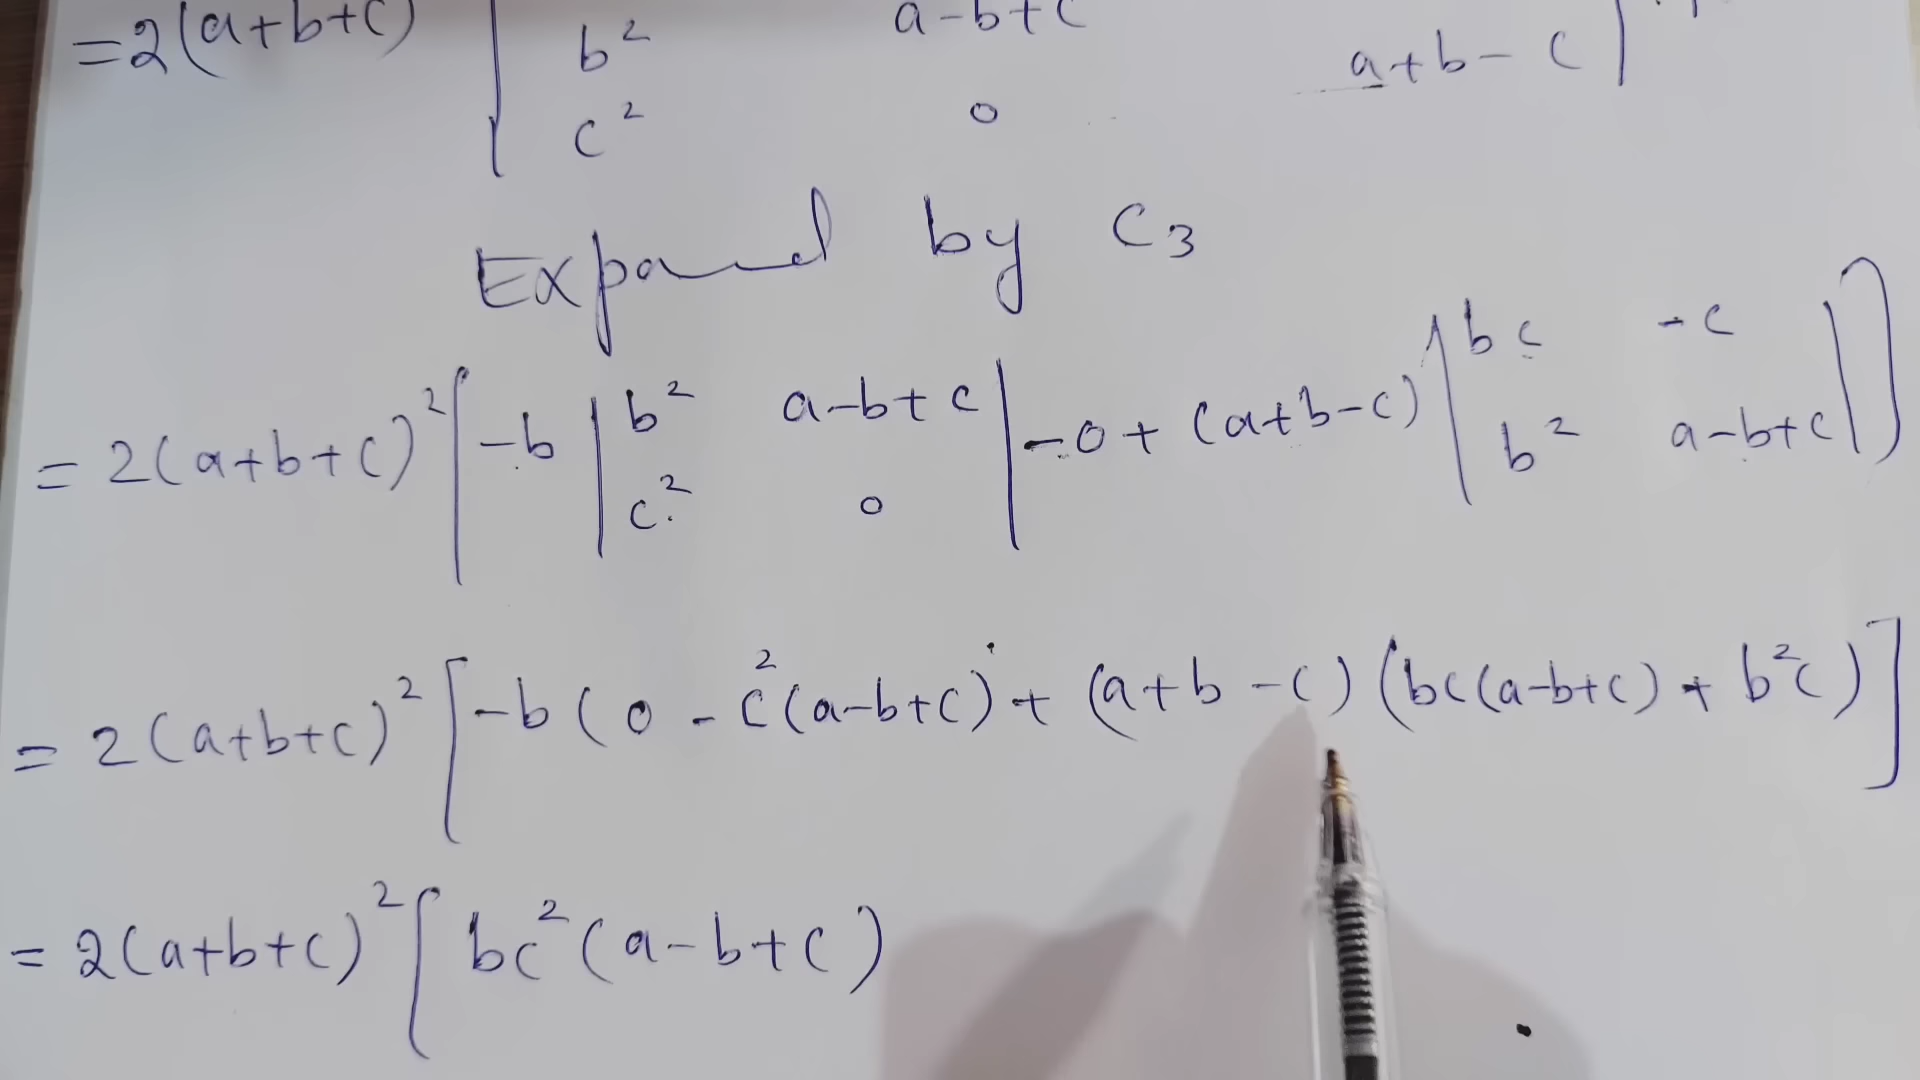 =2(a+b+c) | b² a-b+c a+b-c |
c² 0
Expand by C₃
= 2(a+b+c)² [ -b | b² a-b+c | -0 + (a+b-c) | bc -c | ]
c² 0 b² a-b+c
= 2(a+b+c)² [ -b ( 0 - c²(a-b+c) + (a+b-c) (bc(a-b+c) + b²c) ]
= 2(a+b+c)² [ bc² (a-b+c)